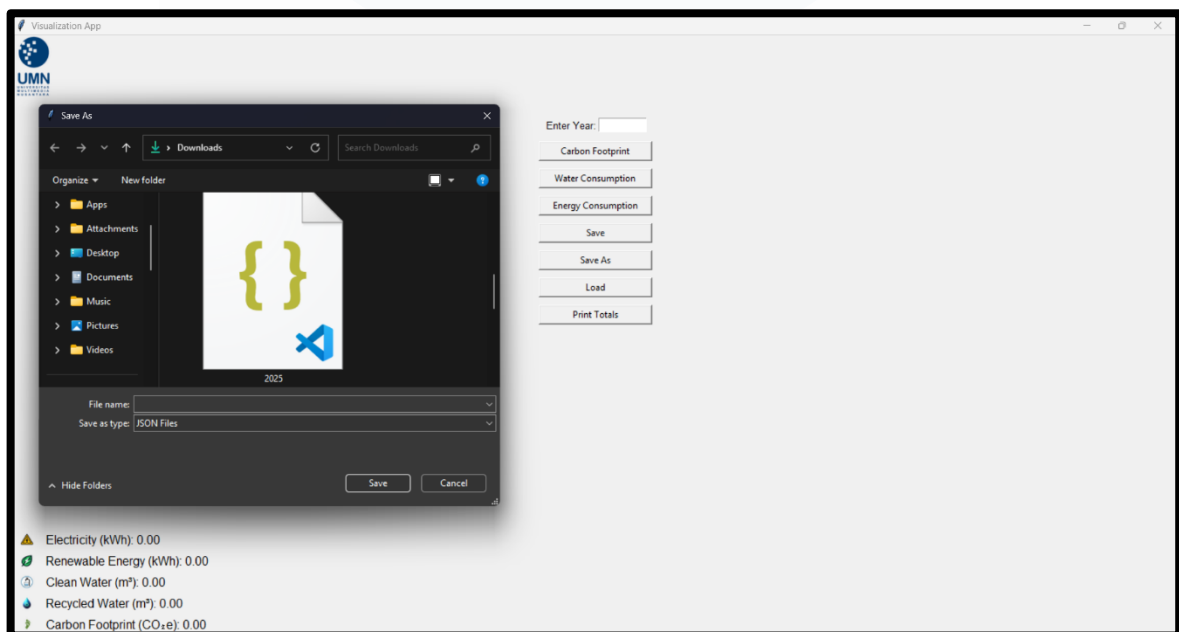 Visualization App
UMN
UNIVERSITAS
MULTIMEDIA
NUSANTARA
Save As
Downloads
Search Downloads
Organize
New folder
Apps
Attachments
Desktop
Documents
Music
Pictures
Videos
2025
File name:
Save as type: JSON Files
Hide Folders
Save
Cancel
Enter Year:
Carbon Footprint
Water Consumption
Energy Consumption
Save
Save As
Load
Print Totals
Electricity (kWh): 0.00
Renewable Energy (kWh): 0.00
Clean Water (m³): 0.00
Recycled Water (m³): 0.00
Carbon Footprint (CO₂e): 0.00